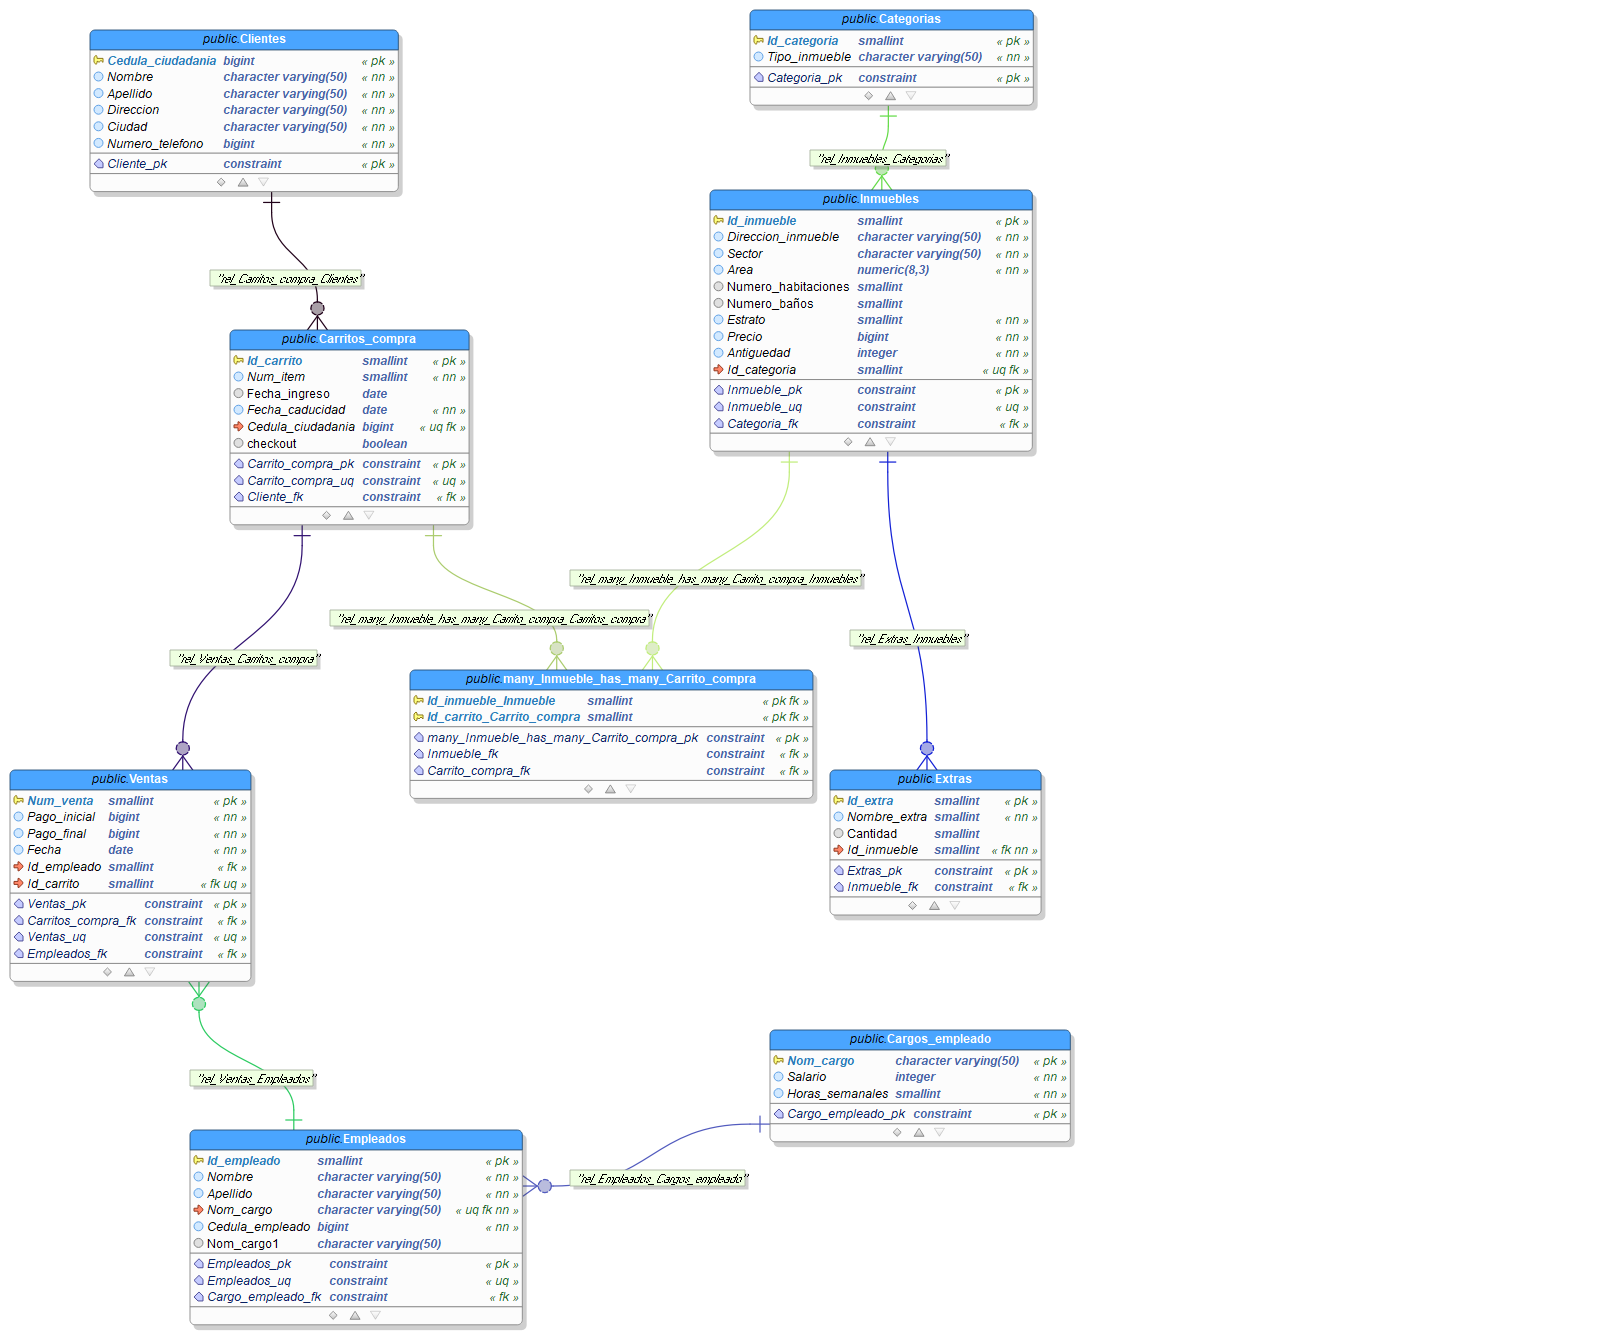 public.Clientes
Cedula_ciudadania bigint « pk »
Nombre character varying(50) « nn »
Apellido character varying(50) « nn »
Direccion character varying(50) « nn »
Ciudad character varying(50) « nn »
Numero_telefono bigint « nn »
Cliente_pk constraint « pk »
public.Categorias
Id_categoria smallint « pk »
Tipo_inmueble character varying(50) « nn »
Categoria_pk constraint « pk »
"rel_Inmuebles_Categorias"
public.Inmuebles
Id_inmueble smallint « pk »
Direccion_inmueble character varying(50) « nn »
Sector character varying(50) « nn »
Area numeric(8,3) « nn »
Numero_habitaciones smallint
Numero_baños smallint
Estrato smallint « nn »
Precio bigint « nn »
Antiguedad integer « nn »
Id_categoria smallint « uq fk »
Inmueble_pk constraint « pk »
Inmueble_uq constraint « uq »
Categoria_fk constraint « fk »
"rel_Carritos_compra_Clientes"
public.Carritos_compra
Id_carrito smallint « pk »
Num_item smallint « nn »
Fecha_ingreso date
Fecha_caducidad date « nn »
Cedula_ciudadania bigint « uq fk »
checkout boolean
Carrito_compra_pk constraint « pk »
Carrito_compra_uq constraint « uq »
Cliente_fk constraint « fk »
"rel_many_Inmueble_has_many_Carrito_compra_Inmuebles"
"rel_many_Inmueble_has_many_Carrito_compra_Carritos_compra"
"rel_Extras_Inmuebles"
"rel_Ventas_Carritos_compra"
public.many_Inmueble_has_many_Carrito_compra
Id_inmueble_Inmueble smallint « pk fk »
Id_carrito_Carrito_compra smallint « pk fk »
many_Inmueble_has_many_Carrito_compra_pk constraint « pk »
Inmueble_fk constraint « fk »
Carrito_compra_fk constraint « fk »
public.Ventas
Num_venta smallint « pk »
Pago_inicial bigint « nn »
Pago_final bigint « nn »
Fecha date « nn »
Id_empleado smallint « fk »
Id_carrito smallint « fk uq »
Ventas_pk constraint « pk »
Carritos_compra_fk constraint « fk »
Ventas_uq constraint « uq »
Empleados_fk constraint « fk »
public.Extras
Id_extra smallint « pk »
Nombre_extra smallint « nn »
Cantidad smallint
Id_inmueble smallint « fk nn »
Extras_pk constraint « pk »
Inmueble_fk constraint « fk »
"rel_Ventas_Empleados"
public.Cargos_empleado
Nom_cargo character varying(50) « pk »
Salario integer « nn »
Horas_semanales smallint « nn »
Cargo_empleado_pk constraint « pk »
"rel_Empleados_Cargos_empleado"
public.Empleados
Id_empleado smallint « pk »
Nombre character varying(50) « nn »
Apellido character varying(50) « nn »
Nom_cargo character varying(50) « uq fk nn »
Cedula_empleado bigint « nn »
Nom_cargo1 character varying(50)
Empleados_pk constraint « pk »
Empleados_uq constraint « uq »
Cargo_empleado_fk constraint « fk »